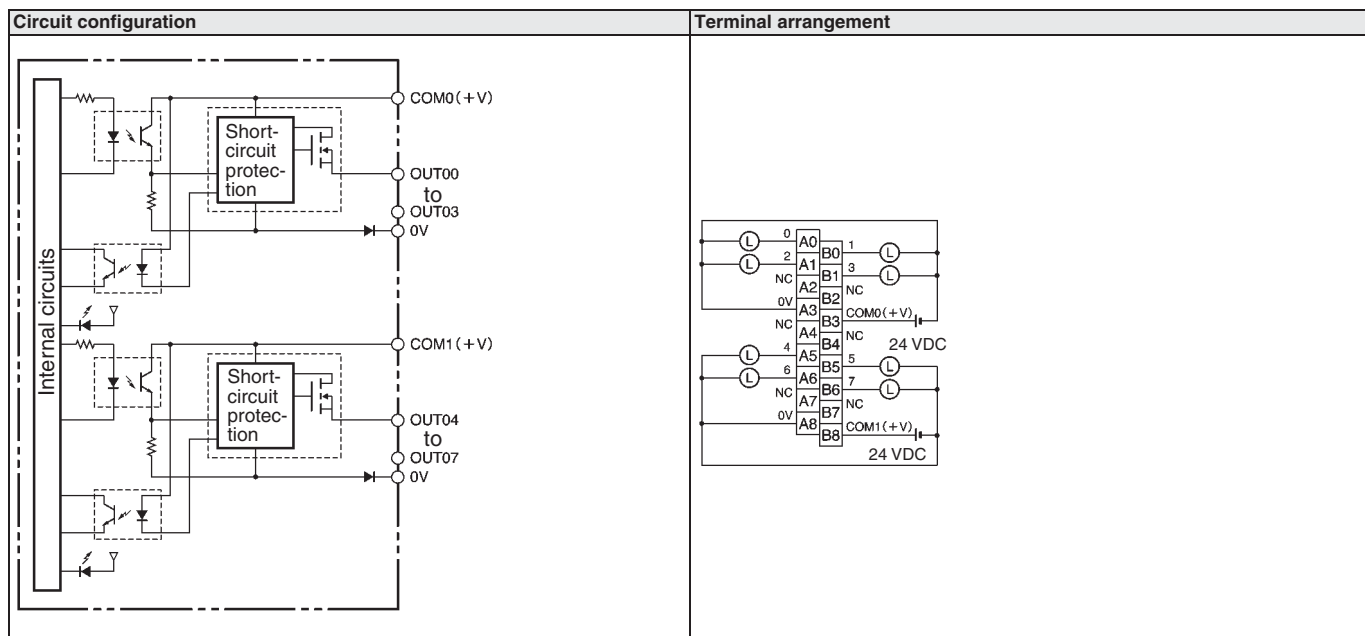 Circuit configuration
Terminal arrangement
Internal circuits
COM0(+V)
Short-
circuit
protec-
tion
OUT00
to
OUT03
0V
COM1(+V)
Short-
circuit
protec-
tion
OUT04
to
OUT07
0V
0
L
A0
B0
1
L
2
L
A1
B1
3
L
NC
A2
B2
NC
0V
A3
B3
COM0(+V)
NC
A4
B4
NC
24 VDC
4
L
A5
B5
5
L
6
L
A6
B6
7
L
NC
A7
B7
NC
0V
A8
B8
COM1(+V)
24 VDC